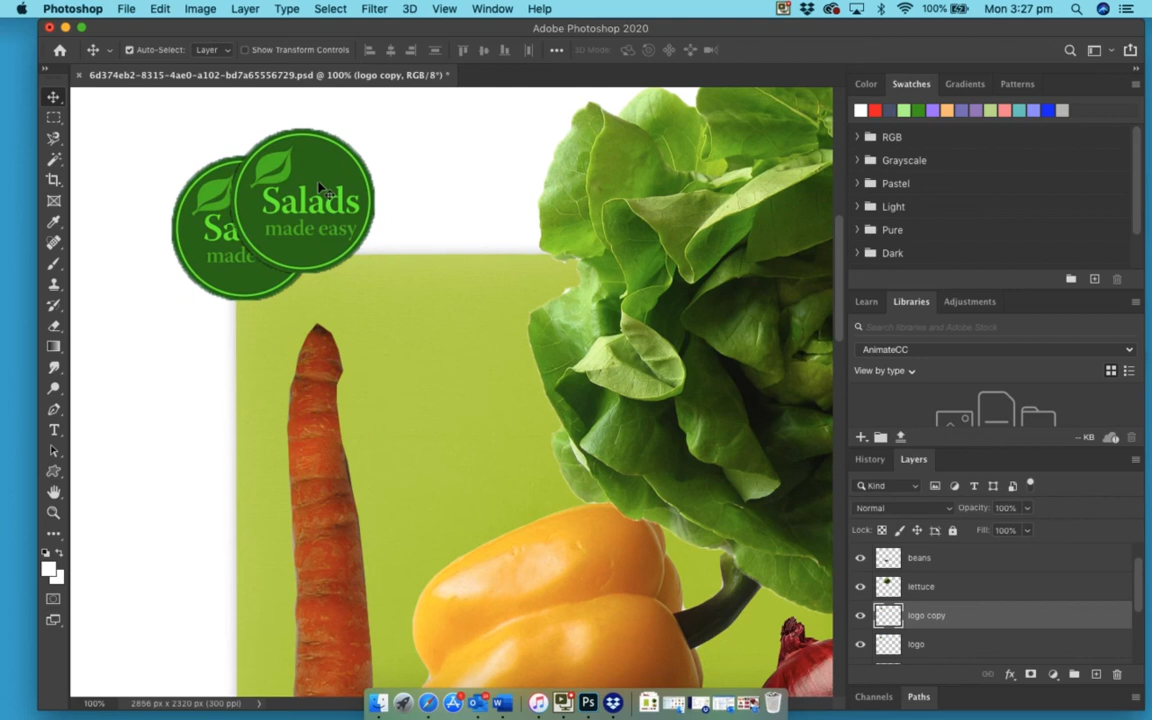 Photoshop File Edit Image Layer Type Select Filter 3D View Window Help 100% Mon 3:27 pm
Adobe Photoshop 2020
Auto-Select: Layer Show Transform Controls 3D Mode:
6d374eb2-8315-4ae0-a102-bd7a65556729.psd @ 100% (logo copy, RGB/8*) *
Color Swatches Gradients Patterns
RGB
Grayscale
Pastel
Light
Pure
Dark
Learn Libraries Adjustments
Search libraries and Adobe Stock
AnimateCC
View by type
-- KB
History Layers
Kind
Normal Opacity: 100%
Lock: Fill: 100%
beans
lettuce
logo copy
logo
Channels Paths
Salads
made easy
Sa
made
100% 2856 px x 2320 px (300 ppi)